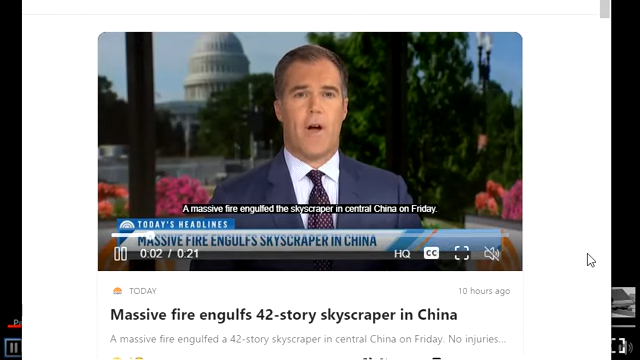 A massive fire engulfed the skyscraper in central China on Friday.
TODAY'S HEADLINES
MASSIVE FIRE ENGULFS SKYSCRAPER IN CHINA
0:02 / 0:21
HQ
CC
TODAY
10 hours ago
Massive fire engulfs 42-story skyscraper in China
A massive fire engulfed a 42-story skyscraper in central China on Friday. No injuries...